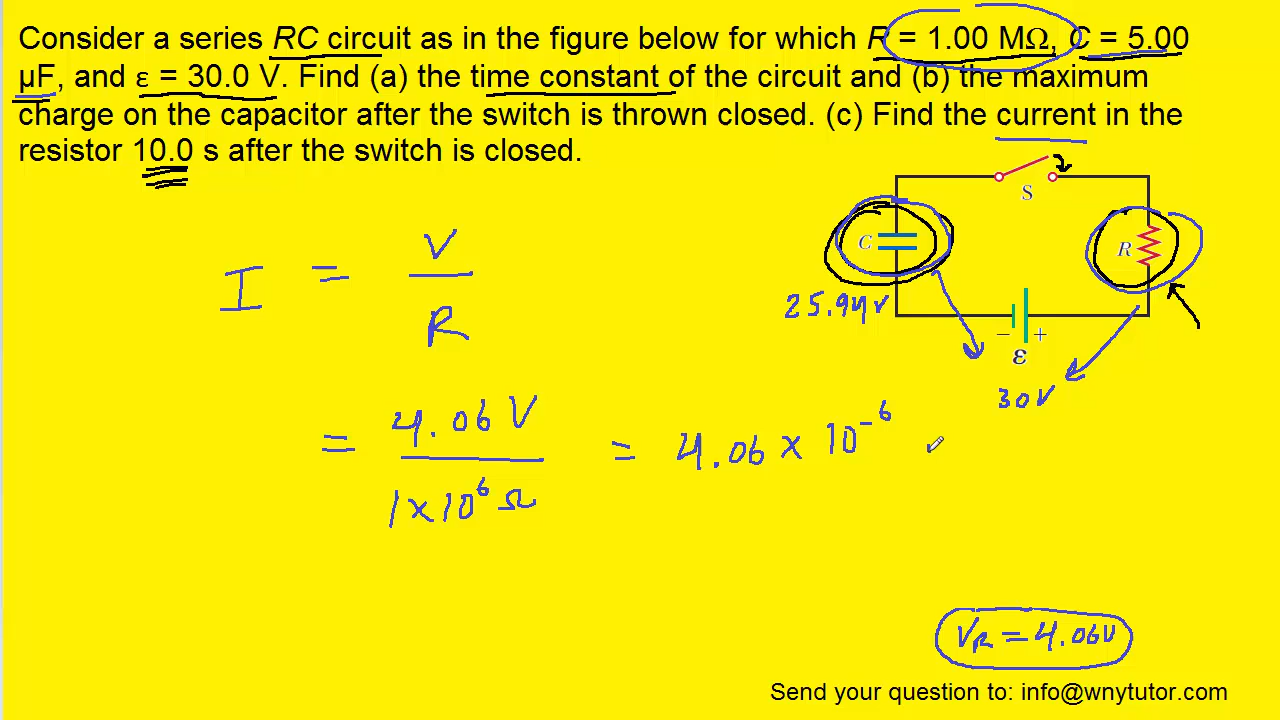 Consider a series RC circuit as in the figure below for which R = 1.00 MΩ, C = 5.00
µF, and ε = 30.0 V. Find (a) the time constant of the circuit and (b) the maximum
charge on the capacitor after the switch is thrown closed. (c) Find the current in the
resistor 10.0 s after the switch is closed.
S
C
R
25.94V
− +
ε
30V
I = V
R
= 4.06 V = 4.06 x 10⁻⁶
1x10⁶Ω
VR = 4.06V
Send your question to: info@wnytutor.com